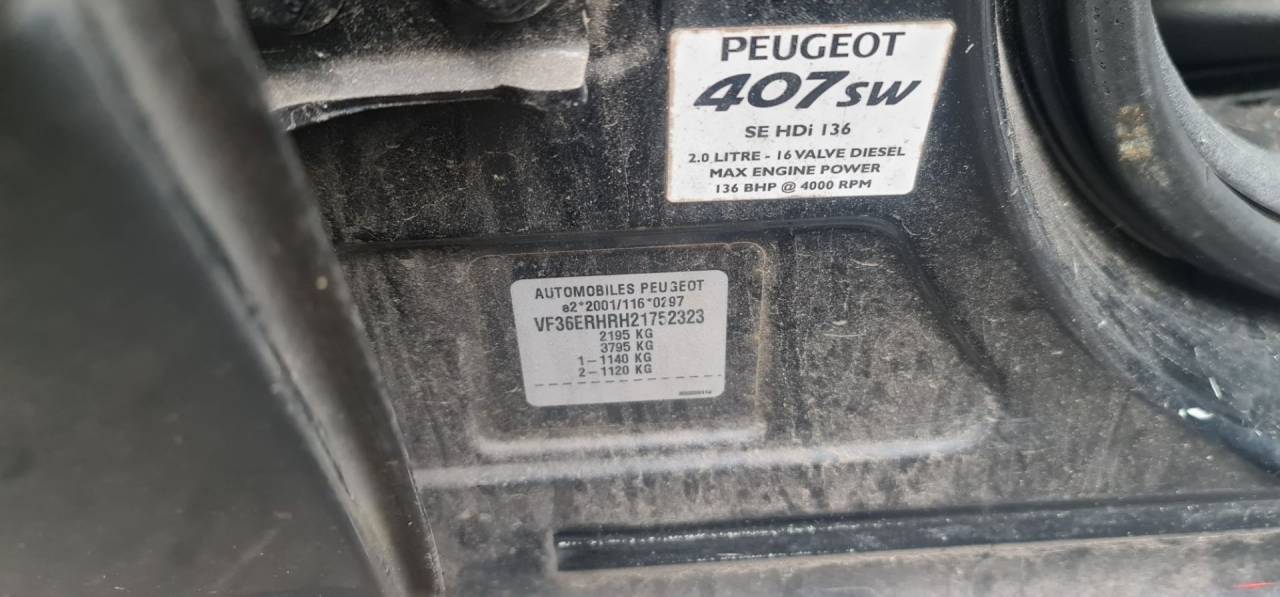 PEUGEOT
407sw
SE HDi 136
2.0 LITRE - 16 VALVE DIESEL
MAX ENGINE POWER
136 BHP @ 4000 RPM
AUTOMOBILES PEUGEOT
e2*2001/116*0297
VF36ERHRH21752323
2195 KG
3795 KG
1-1140 KG
2-1120 KG